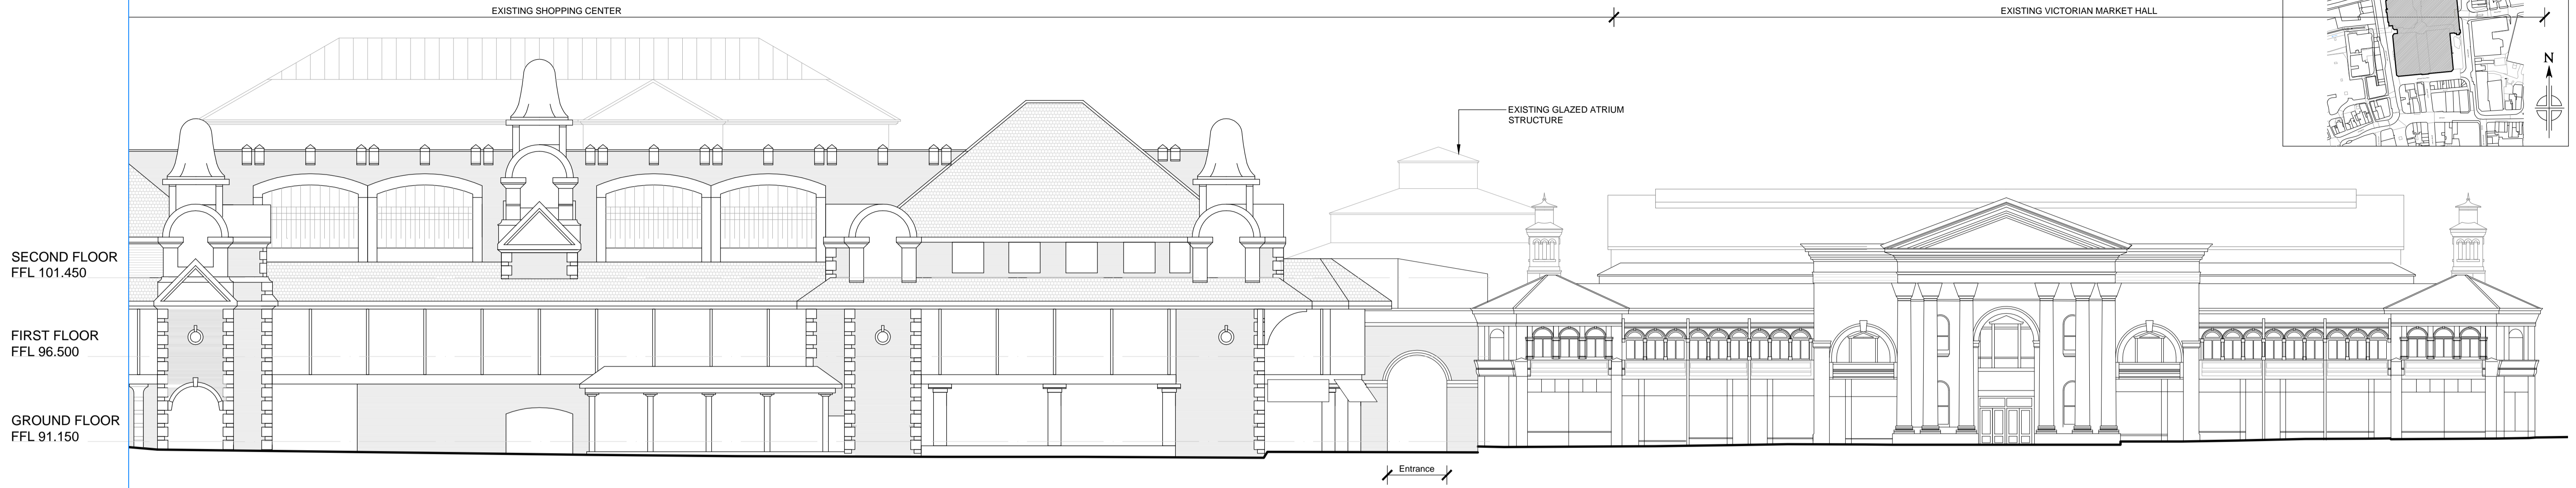 EXISTING SHOPPING CENTER
EXISTING VICTORIAN MARKET HALL
N
EXISTING GLAZED ATRIUM
STRUCTURE
SECOND FLOOR
FFL 101.450
FIRST FLOOR
FFL 96.500
GROUND FLOOR
FFL 91.150
Entrance